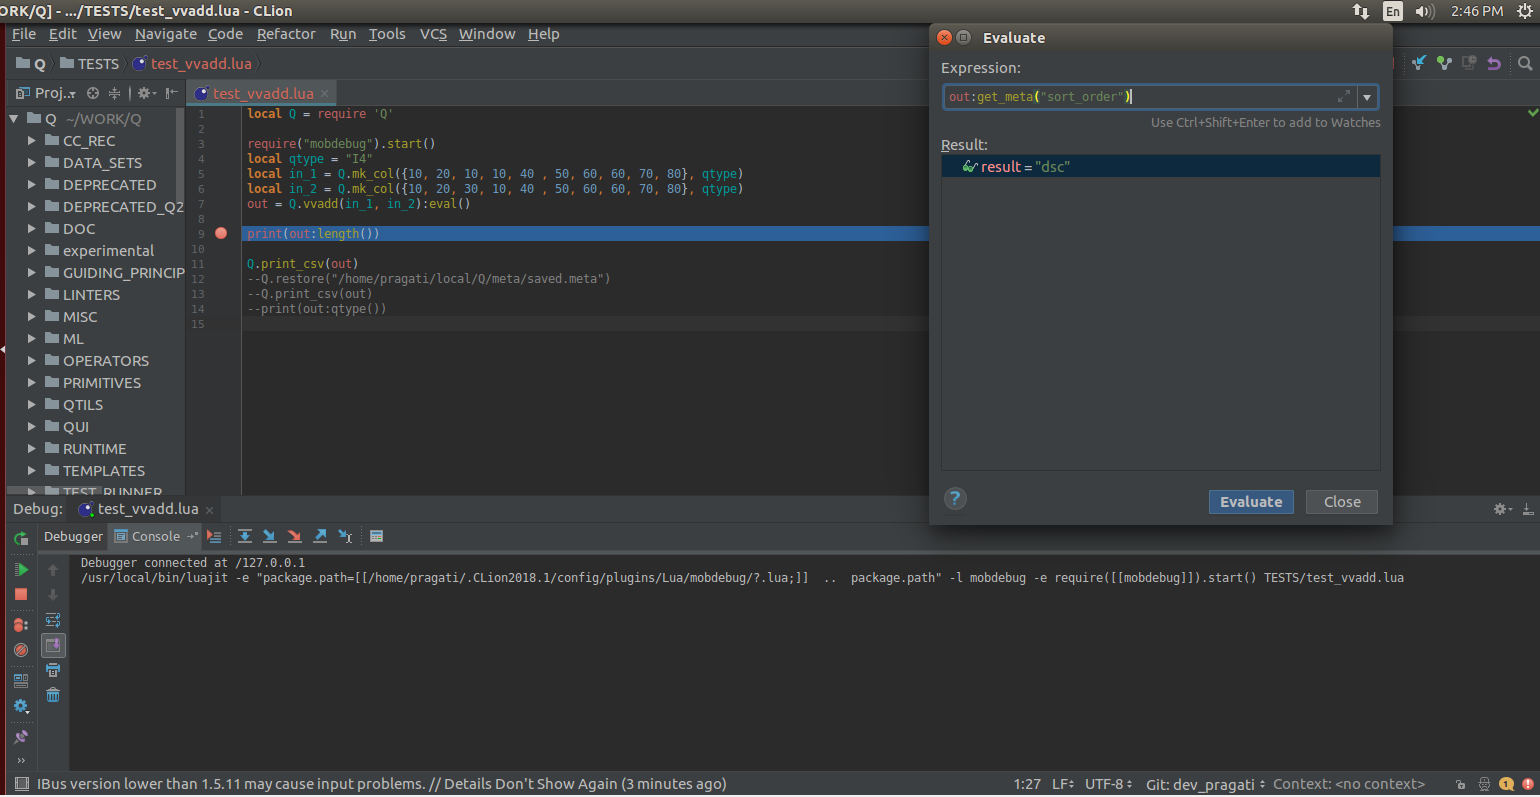 ORK/Q] - .../TESTS/test_vvadd.lua - CLion
En
2:46 PM
File Edit View Navigate Code Refactor Run Tools VCS Window Help
Q TESTS test_vvadd.lua
Proj...
test_vvadd.lua
Q ~/WORK/Q
CC_REC
DATA_SETS
DEPRECATED
DEPRECATED_Q2
DOC
experimental
GUIDING_PRINCIP
LINTERS
MISC
ML
OPERATORS
PRIMITIVES
QTILS
QUI
RUNTIME
TEMPLATES
TEST_RUNNER
1 local Q = require 'Q'
2
3 require("mobdebug").start()
4 local qtype = "I4"
5 local in_1 = Q.mk_col({10, 20, 10, 10, 40 , 50, 60, 60, 70, 80}, qtype)
6 local in_2 = Q.mk_col({10, 20, 30, 10, 40 , 50, 60, 60, 70, 80}, qtype)
7 out = Q.vvadd(in_1, in_2):eval()
8
9 print(out:length())
10
11 Q.print_csv(out)
12 --Q.restore("/home/pragati/local/Q/meta/saved.meta")
13 --Q.print_csv(out)
14 --print(out:qtype())
15
Evaluate
Expression:
out:get_meta("sort_order")
Use Ctrl+Shift+Enter to add to Watches
Result:
result = "dsc"
?
Evaluate
Close
Debug: test_vvadd.lua
Debugger Console
Debugger connected at /127.0.0.1
/usr/local/bin/luajit -e "package.path=[[/home/pragati/.CLion2018.1/config/plugins/Lua/mobdebug/?.lua;]] .. package.path" -l mobdebug -e require([[mobdebug]]).start() TESTS/test_vvadd.lua
IBus version lower than 1.5.11 may cause input problems. // Details Don't Show Again (3 minutes ago)
1:27 LF UTF-8 Git: dev_pragati Context: <no context>
1